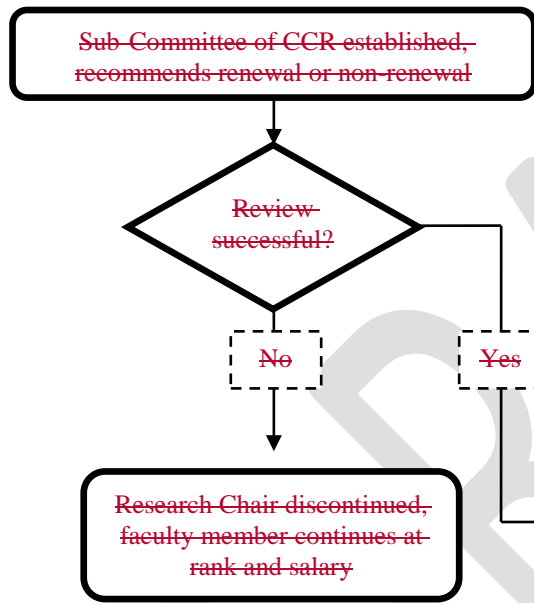 Sub-Committee of CCR established,
recommends renewal or non-renewal
Review
successful?
No
Yes
Research Chair discontinued,
faculty member continues at
rank and salary